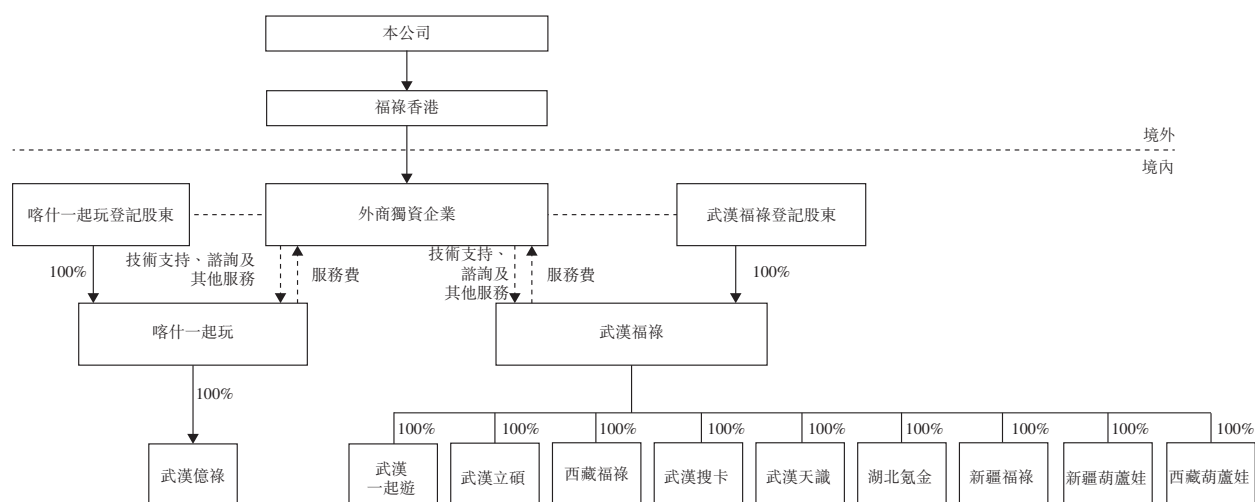 本公司
福祿香港
境外
境內
喀什一起玩登記股東
外商獨資企業
武漢福祿登記股東
100%
技術支持、諮詢及
其他服務
服務費
技術支持、
諮詢及
其他服務
服務費
100%
喀什一起玩
武漢福祿
100%
100%
100%
100%
100%
100%
100%
100%
100%
100%
武漢億祿
武漢
一起遊
武漢立碩
西藏福祿
武漢搜卡
武漢天識
湖北氪金
新疆福祿
新疆葫蘆娃
西藏葫蘆娃